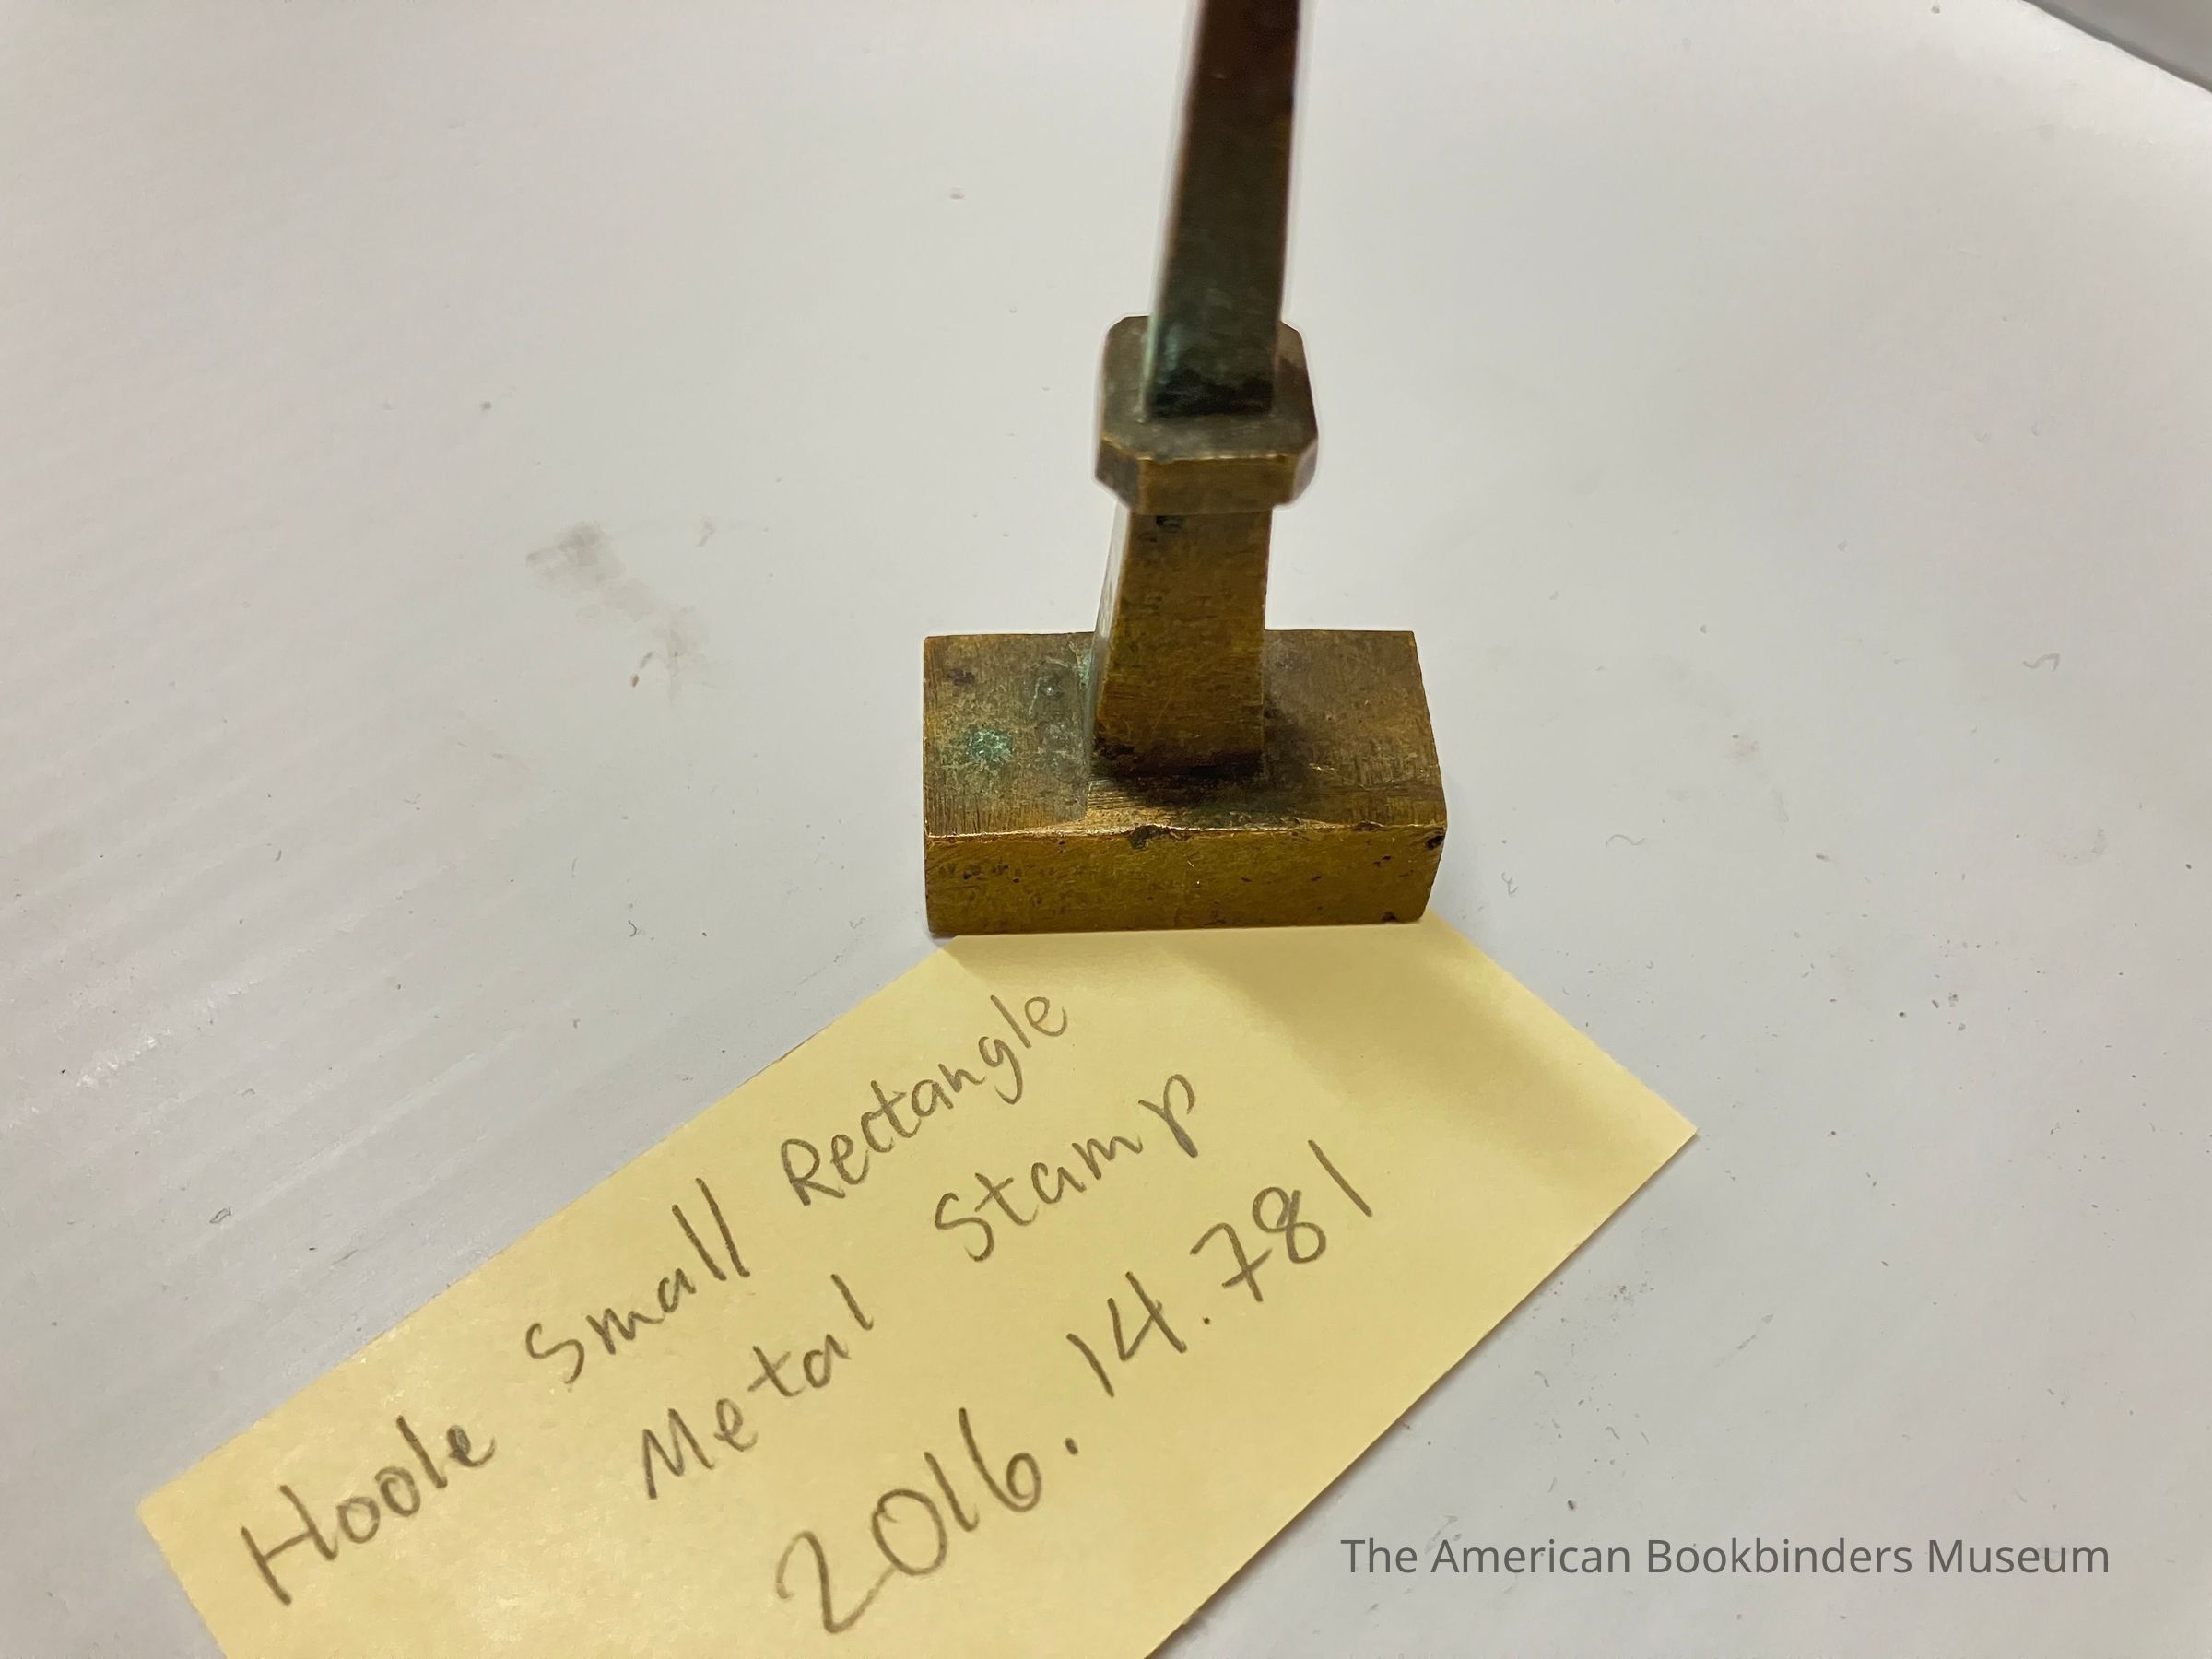 Hoole Small Rectangle
Metal Stamp
2016.14.781
The American Bookbinders Museum